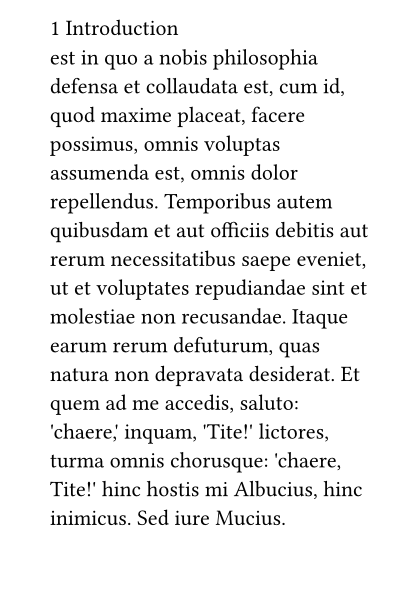 1 Introduction
est in quo a nobis philosophia
defensa et collaudata est, cum id,
quod maxime placeat, facere
possimus, omnis voluptas
assumenda est, omnis dolor
repellendus. Temporibus autem
quibusdam et aut officiis debitis aut
rerum necessitatibus saepe eveniet,
ut et voluptates repudiandae sint et
molestiae non recusandae. Itaque
earum rerum defuturum, quas
natura non depravata desiderat. Et
quem ad me accedis, saluto:
'chaere,' inquam, 'Tite!' lictores,
turma omnis chorusque: 'chaere,
Tite!' hinc hostis mi Albucius, hinc
inimicus. Sed iure Mucius.